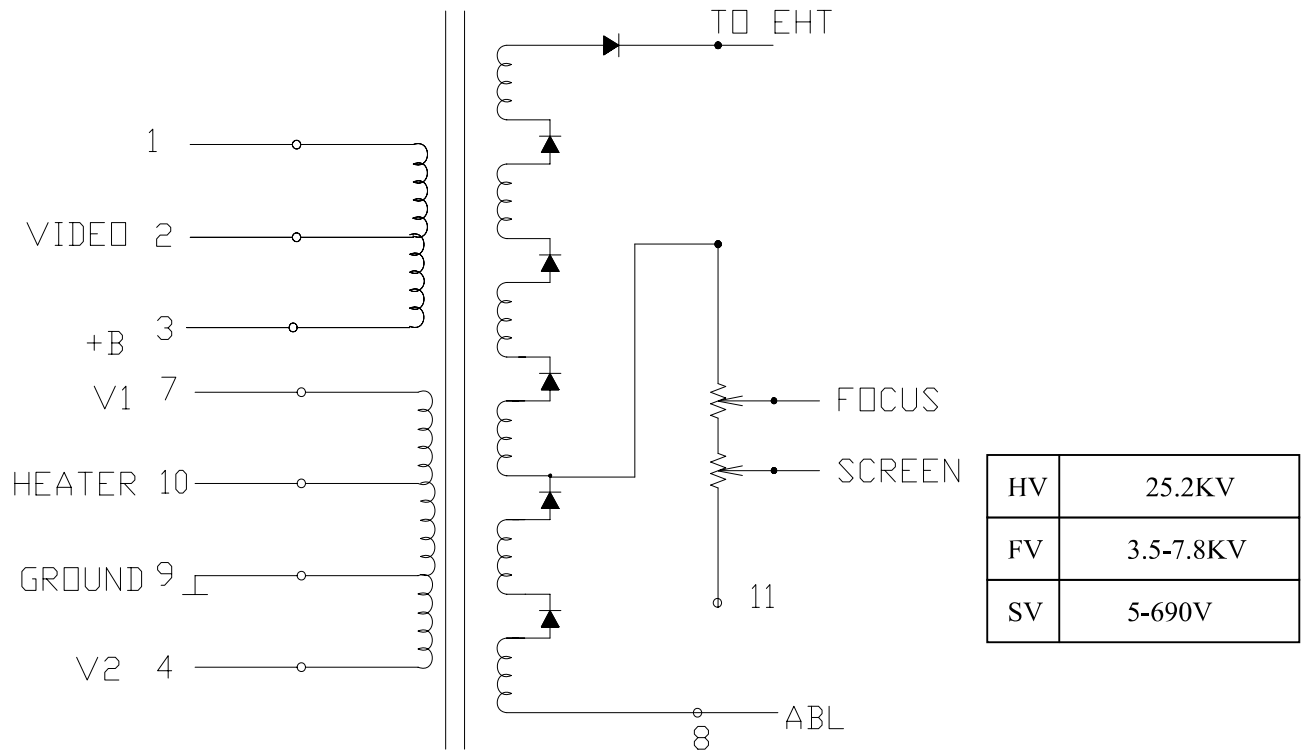 TO EHT
1
VIDEO 2
+B 3
V1 7
HEATER 10
GROUND 9
V2 4
FOCUS
SCREEN
11
ABL
8
HV 25.2KV
FV 3.5-7.8KV
SV 5-690V